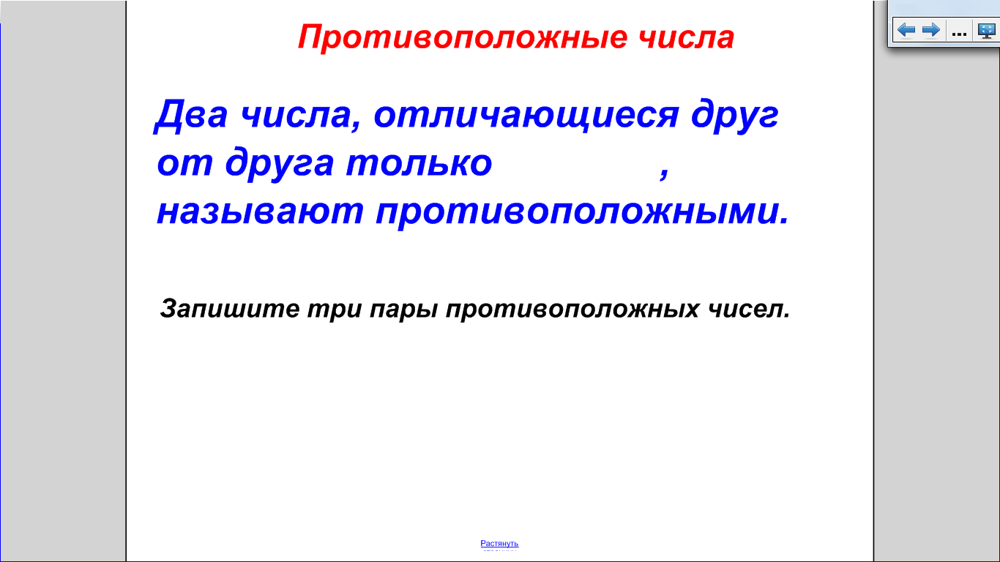 Противоположные числа
Два числа, отличающиеся друг
от друга только ,
называют противоположными.
Запишите три пары противоположных чисел.
...
Растянуть